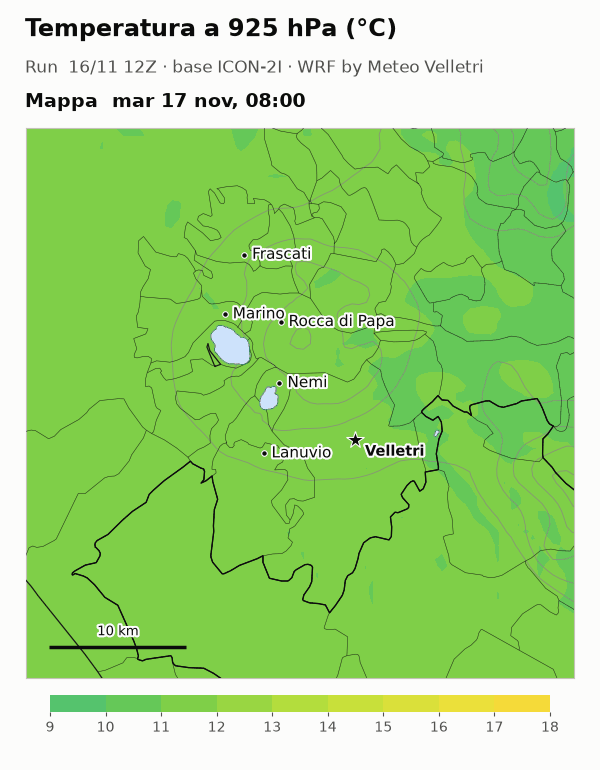 Temperatura a 925 hPa (°C)
Run  16/11 12Z · base ICON-2I · WRF by Meteo Velletri
Mappa  mar 17 nov, 08:00
Frascati
Marino
Rocca di Papa
Nemi
Velletri
Lanuvio
10 km
9 10 11 12 13 14 15 16 17 18